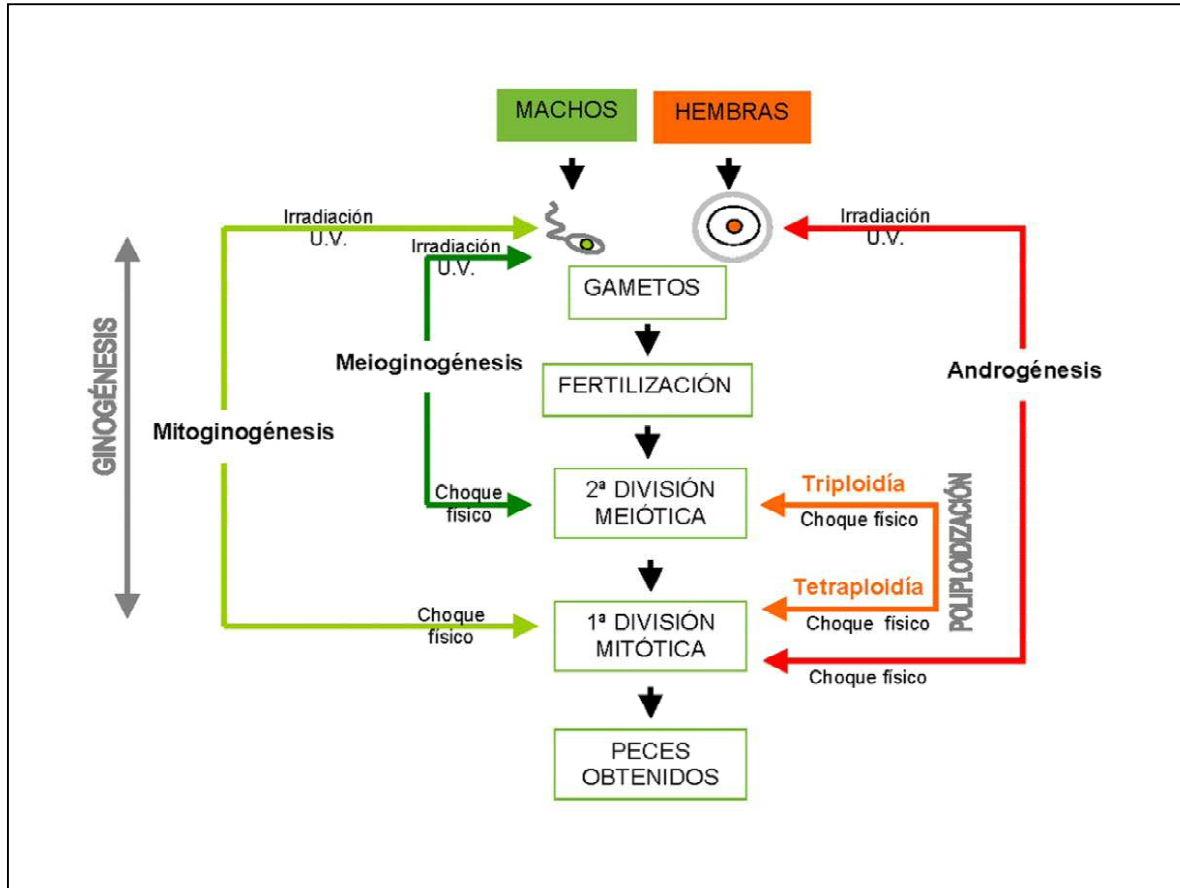 MACHOS
HEMBRAS
Irradiación
U.V.
Irradiación
U.V.
Irradiación
U.V.
GAMETOS
GINOGÉNESIS
Meioginogénesis
Androgénesis
FERTILIZACIÓN
Mitoginogénesis
Choque
físico
2ª DIVISIÓN
MEIÓTICA
Triploidía
Choque físico
POLIPLOIDIZACIÓN
Tetraploidía
Choque físico
Choque
físico
1ª DIVISIÓN
MITÓTICA
Choque físico
PECES
OBTENIDOS